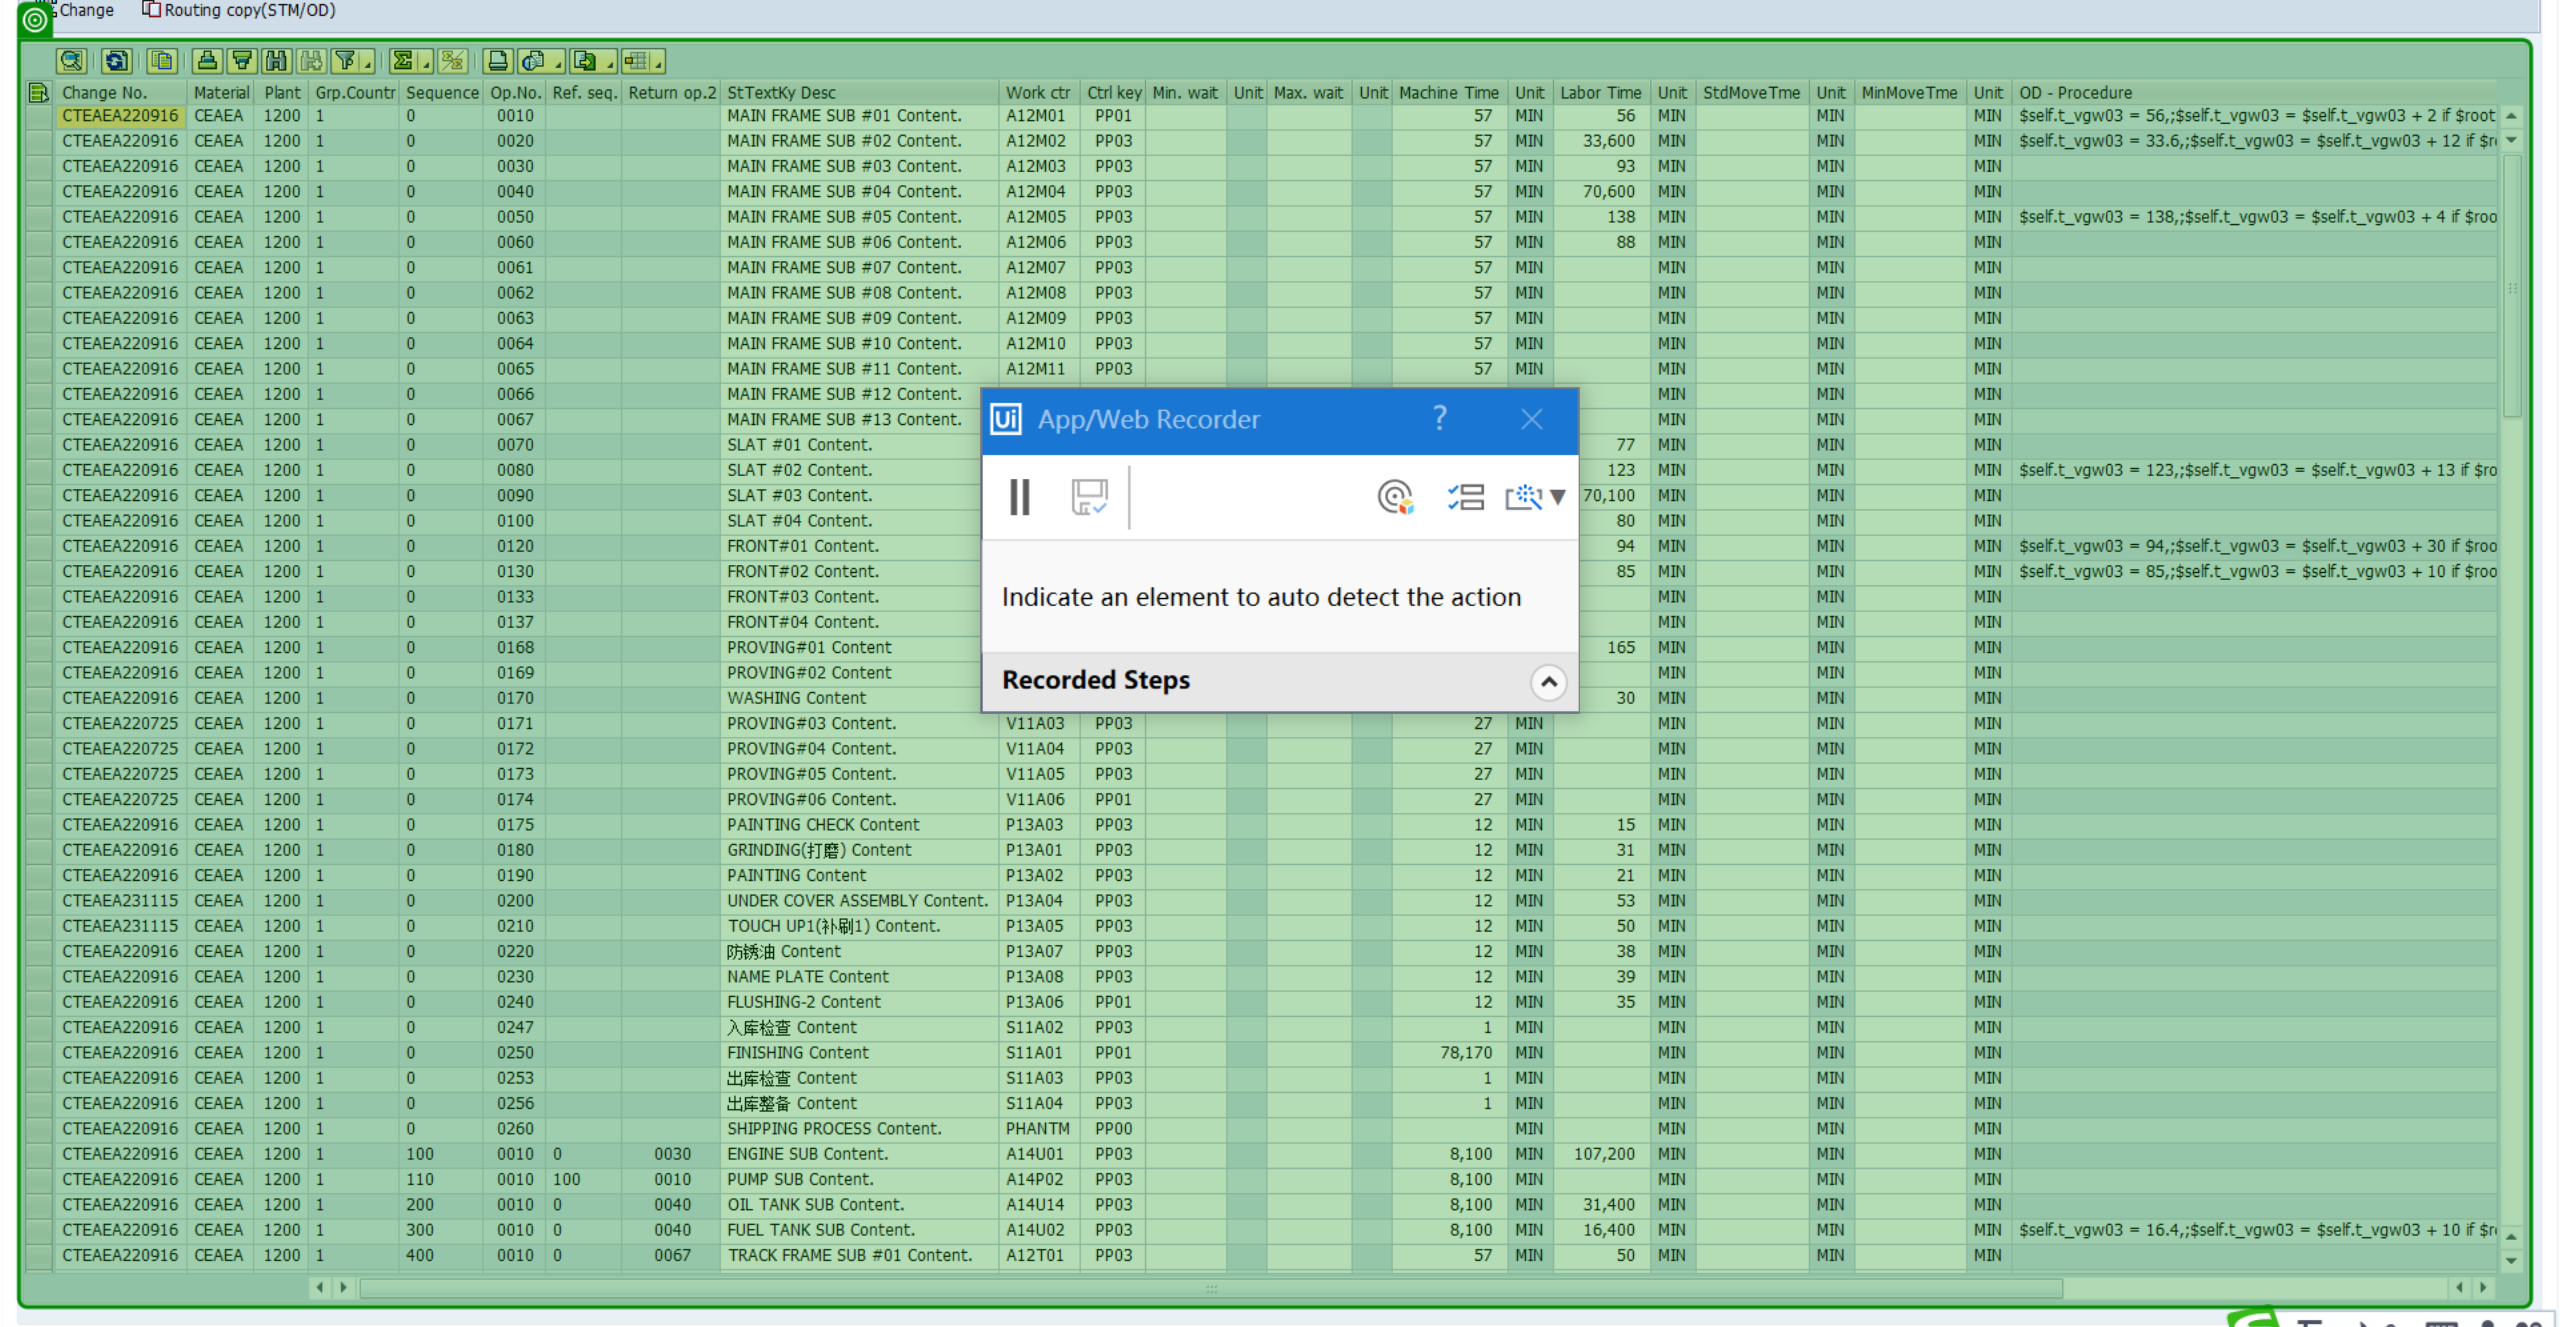 Change Routing copy(STM/OD)
Change No. Material Plant Grp.Countr Sequence Op.No. Ref. seq. Return op.2 StTextKy Desc Work ctr Ctrl key Min. wait Unit Max. wait Unit Machine Time Unit Labor Time Unit StdMoveTme Unit MinMoveTme Unit OD - Procedure
CTEAEA220916 CEAEA 1200 1 0 0010 MAIN FRAME SUB #01 Content. A12M01 PP01 57 MIN 56 MIN MIN MIN $self.t_vgw03 = 56,;$self.t_vgw03 = $self.t_vgw03 + 2 if $root
CTEAEA220916 CEAEA 1200 1 0 0020 MAIN FRAME SUB #02 Content. A12M02 PP03 57 MIN 33,600 MIN MIN MIN $self.t_vgw03 = 33.6,;$self.t_vgw03 = $self.t_vgw03 + 12 if $r
CTEAEA220916 CEAEA 1200 1 0 0030 MAIN FRAME SUB #03 Content. A12M03 PP03 57 MIN 93 MIN MIN MIN
CTEAEA220916 CEAEA 1200 1 0 0040 MAIN FRAME SUB #04 Content. A12M04 PP03 57 MIN 70,600 MIN MIN MIN
CTEAEA220916 CEAEA 1200 1 0 0050 MAIN FRAME SUB #05 Content. A12M05 PP03 57 MIN 138 MIN MIN MIN $self.t_vgw03 = 138,;$self.t_vgw03 = $self.t_vgw03 + 4 if $roo
CTEAEA220916 CEAEA 1200 1 0 0060 MAIN FRAME SUB #06 Content. A12M06 PP03 57 MIN 88 MIN MIN MIN
CTEAEA220916 CEAEA 1200 1 0 0061 MAIN FRAME SUB #07 Content. A12M07 PP03 57 MIN MIN MIN MIN
CTEAEA220916 CEAEA 1200 1 0 0062 MAIN FRAME SUB #08 Content. A12M08 PP03 57 MIN MIN MIN MIN
CTEAEA220916 CEAEA 1200 1 0 0063 MAIN FRAME SUB #09 Content. A12M09 PP03 57 MIN MIN MIN MIN
CTEAEA220916 CEAEA 1200 1 0 0064 MAIN FRAME SUB #10 Content. A12M10 PP03 57 MIN MIN MIN MIN
CTEAEA220916 CEAEA 1200 1 0 0065 MAIN FRAME SUB #11 Content. A12M11 PP03 57 MIN MIN MIN MIN
CTEAEA220916 CEAEA 1200 1 0 0066 MAIN FRAME SUB #12 Content. MIN MIN MIN
CTEAEA220916 CEAEA 1200 1 0 0067 MAIN FRAME SUB #13 Content. MIN MIN MIN
CTEAEA220916 CEAEA 1200 1 0 0070 SLAT #01 Content. 77 MIN MIN MIN
CTEAEA220916 CEAEA 1200 1 0 0080 SLAT #02 Content. 123 MIN MIN MIN $self.t_vgw03 = 123,;$self.t_vgw03 = $self.t_vgw03 + 13 if $ro
CTEAEA220916 CEAEA 1200 1 0 0090 SLAT #03 Content. 70,100 MIN MIN MIN
CTEAEA220916 CEAEA 1200 1 0 0100 SLAT #04 Content. 80 MIN MIN MIN
CTEAEA220916 CEAEA 1200 1 0 0120 FRONT#01 Content. 94 MIN MIN MIN $self.t_vgw03 = 94,;$self.t_vgw03 = $self.t_vgw03 + 30 if $roo
CTEAEA220916 CEAEA 1200 1 0 0130 FRONT#02 Content. 85 MIN MIN MIN $self.t_vgw03 = 85,;$self.t_vgw03 = $self.t_vgw03 + 10 if $roo
CTEAEA220916 CEAEA 1200 1 0 0133 FRONT#03 Content. MIN MIN MIN
CTEAEA220916 CEAEA 1200 1 0 0137 FRONT#04 Content. MIN MIN MIN
CTEAEA220916 CEAEA 1200 1 0 0168 PROVING#01 Content 165 MIN MIN MIN
CTEAEA220916 CEAEA 1200 1 0 0169 PROVING#02 Content MIN MIN MIN
CTEAEA220916 CEAEA 1200 1 0 0170 WASHING Content 30 MIN MIN MIN
CTEAEA220725 CEAEA 1200 1 0 0171 PROVING#03 Content. V11A03 PP03 27 MIN MIN MIN MIN
CTEAEA220725 CEAEA 1200 1 0 0172 PROVING#04 Content. V11A04 PP03 27 MIN MIN MIN MIN
CTEAEA220725 CEAEA 1200 1 0 0173 PROVING#05 Content. V11A05 PP03 27 MIN MIN MIN MIN
CTEAEA220725 CEAEA 1200 1 0 0174 PROVING#06 Content. V11A06 PP01 27 MIN MIN MIN MIN
CTEAEA220916 CEAEA 1200 1 0 0175 PAINTING CHECK Content P13A03 PP03 12 MIN 15 MIN MIN MIN
CTEAEA220916 CEAEA 1200 1 0 0180 GRINDING(打磨) Content P13A01 PP03 12 MIN 31 MIN MIN MIN
CTEAEA220916 CEAEA 1200 1 0 0190 PAINTING Content P13A02 PP03 12 MIN 21 MIN MIN MIN
CTEAEA231115 CEAEA 1200 1 0 0200 UNDER COVER ASSEMBLY Content. P13A04 PP03 12 MIN 53 MIN MIN MIN
CTEAEA231115 CEAEA 1200 1 0 0210 TOUCH UP1(补刷1) Content. P13A05 PP03 12 MIN 50 MIN MIN MIN
CTEAEA220916 CEAEA 1200 1 0 0220 防锈油 Content P13A07 PP03 12 MIN 38 MIN MIN MIN
CTEAEA220916 CEAEA 1200 1 0 0230 NAME PLATE Content P13A08 PP03 12 MIN 39 MIN MIN MIN
CTEAEA220916 CEAEA 1200 1 0 0240 FLUSHING-2 Content P13A06 PP01 12 MIN 35 MIN MIN MIN
CTEAEA220916 CEAEA 1200 1 0 0247 入库检查 Content S11A02 PP03 1 MIN MIN MIN MIN
CTEAEA220916 CEAEA 1200 1 0 0250 FINISHING Content S11A01 PP01 78,170 MIN MIN MIN MIN
CTEAEA220916 CEAEA 1200 1 0 0253 出库检查 Content S11A03 PP03 1 MIN MIN MIN MIN
CTEAEA220916 CEAEA 1200 1 0 0256 出库整备 Content S11A04 PP03 1 MIN MIN MIN MIN
CTEAEA220916 CEAEA 1200 1 0 0260 SHIPPING PROCESS Content. PHANTM PP00 MIN MIN MIN MIN
CTEAEA220916 CEAEA 1200 1 100 0010 0 0030 ENGINE SUB Content. A14U01 PP03 8,100 MIN 107,200 MIN MIN MIN
CTEAEA220916 CEAEA 1200 1 110 0010 100 0010 PUMP SUB Content. A14P02 PP03 8,100 MIN MIN MIN MIN
CTEAEA220916 CEAEA 1200 1 200 0010 0 0040 OIL TANK SUB Content. A14U14 PP03 8,100 MIN 31,400 MIN MIN MIN
CTEAEA220916 CEAEA 1200 1 300 0010 0 0040 FUEL TANK SUB Content. A14U02 PP03 8,100 MIN 16,400 MIN MIN MIN $self.t_vgw03 = 16.4,;$self.t_vgw03 = $self.t_vgw03 + 10 if $r
CTEAEA220916 CEAEA 1200 1 400 0010 0 0067 TRACK FRAME SUB #01 Content. A12T01 PP03 57 MIN 50 MIN MIN MIN
Ui App/Web Recorder ?
Indicate an element to auto detect the action
Recorded Steps